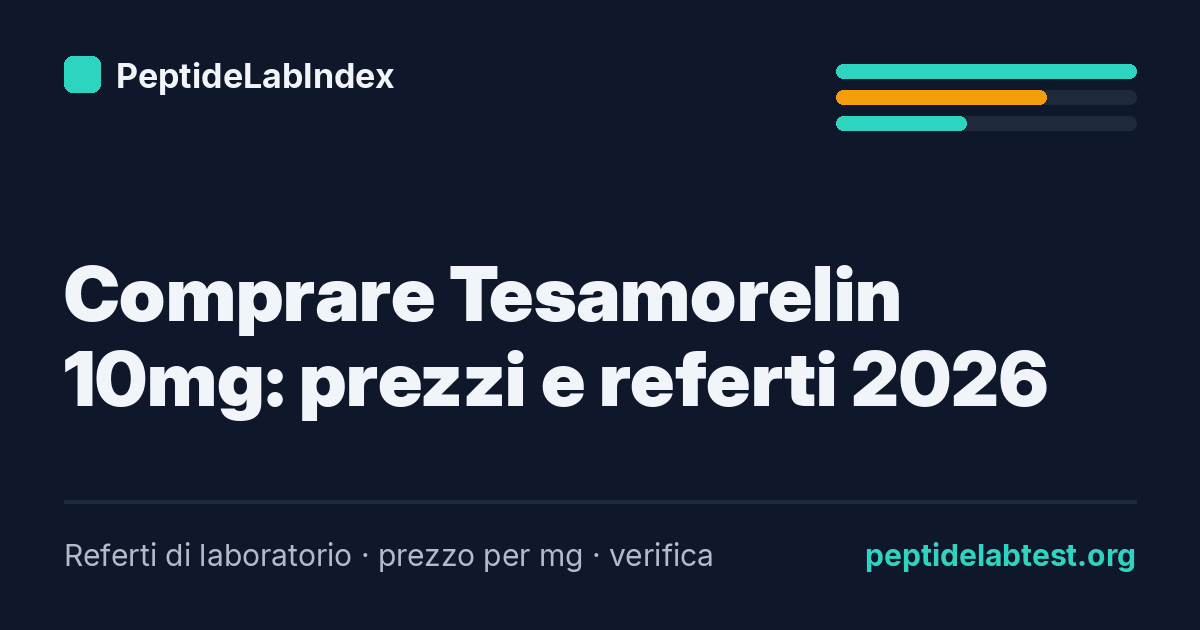 PeptideLabIndex
Comprare Tesamorelin
10mg: prezzi e referti 2026
Referti di laboratorio · prezzo per mg · verifica
peptidelabtest.org